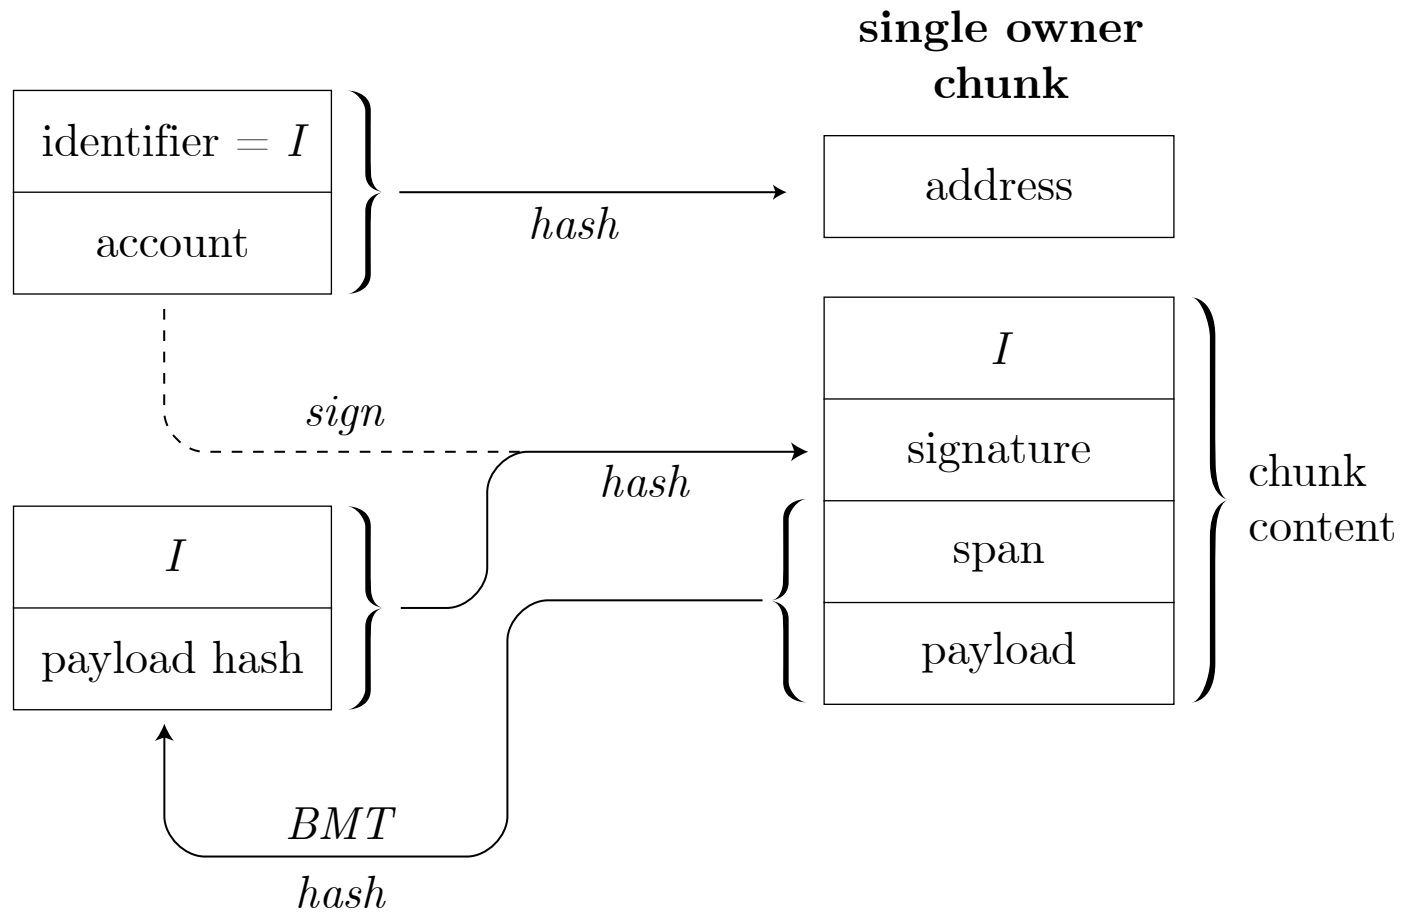 single owner
chunk
identifier = I
account
hash
address
sign
hash
I
signature
span
payload
chunk
content
I
payload hash
BMT
hash